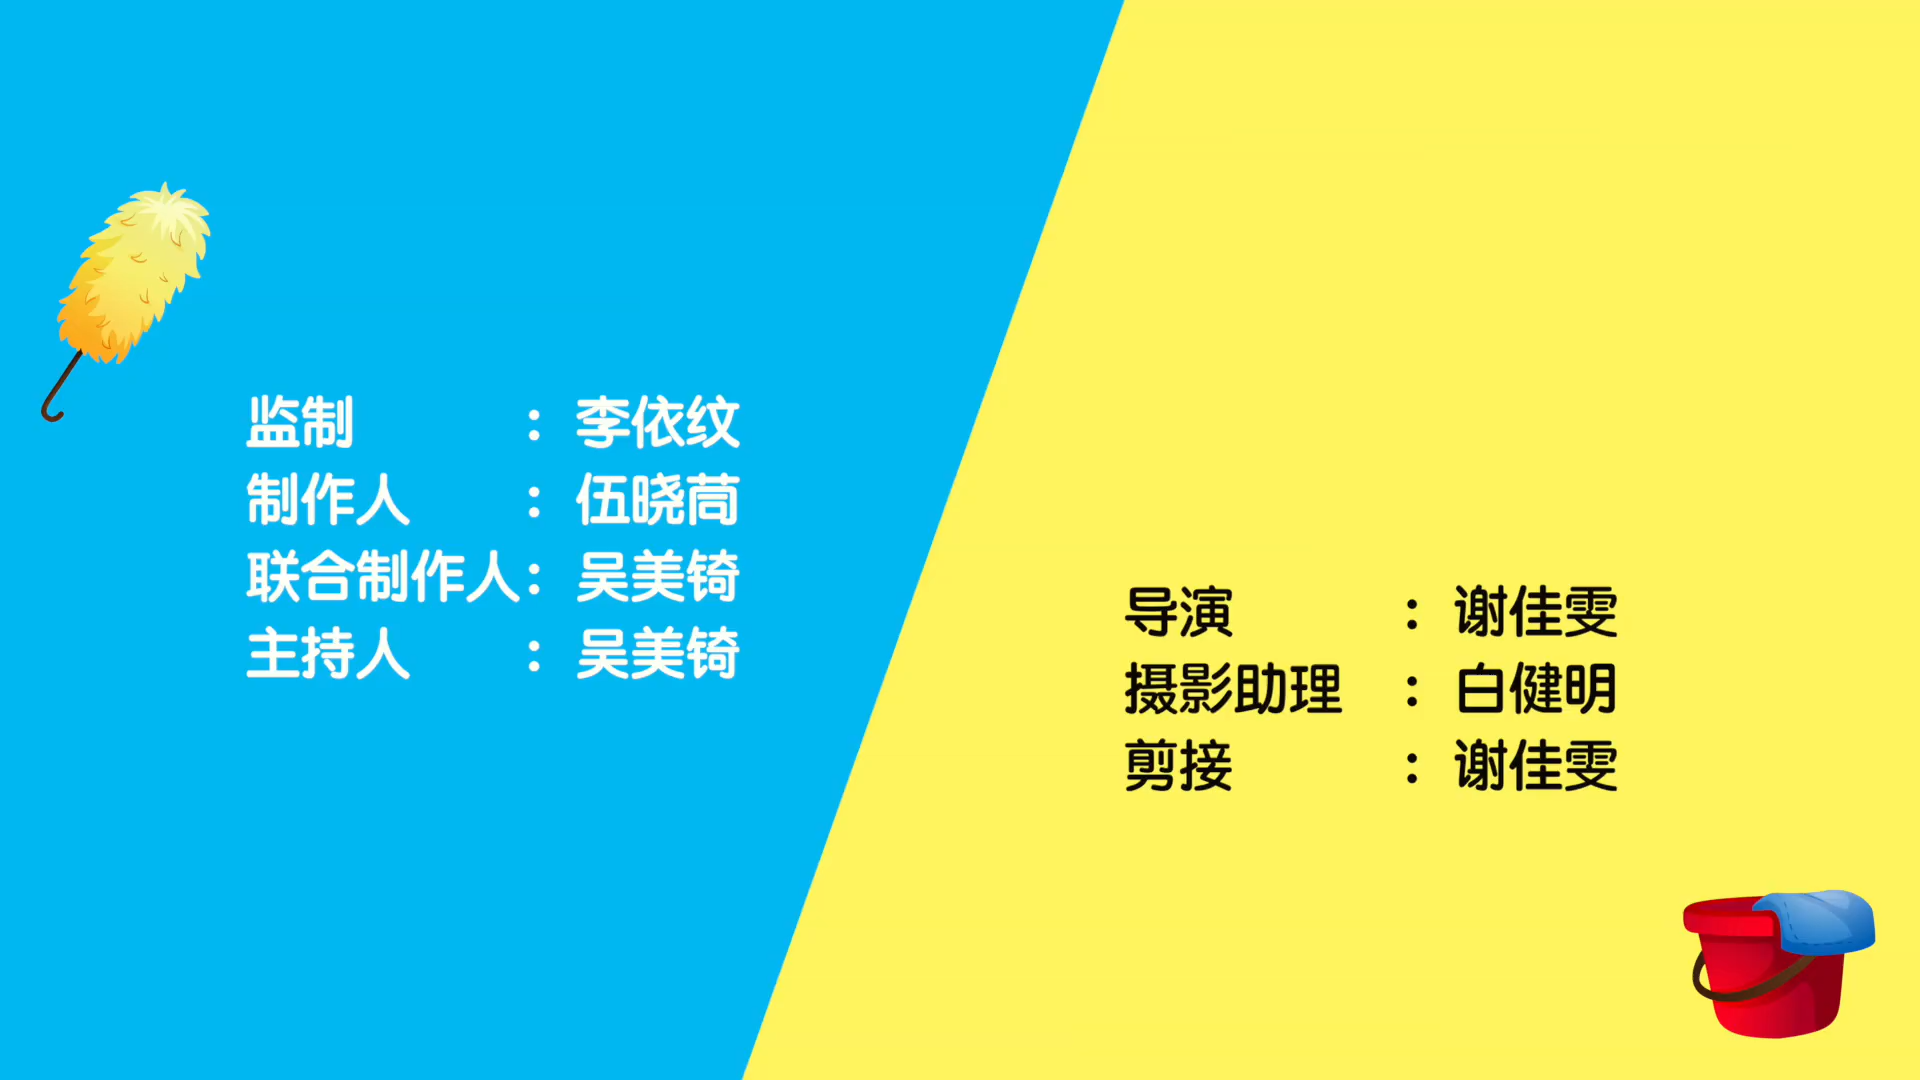 监制：李依纹
制作人：伍晓茼
联合制作人：吴美锜
主持人：吴美锜
导演：谢佳雯
摄影助理：白健明
剪接：谢佳雯